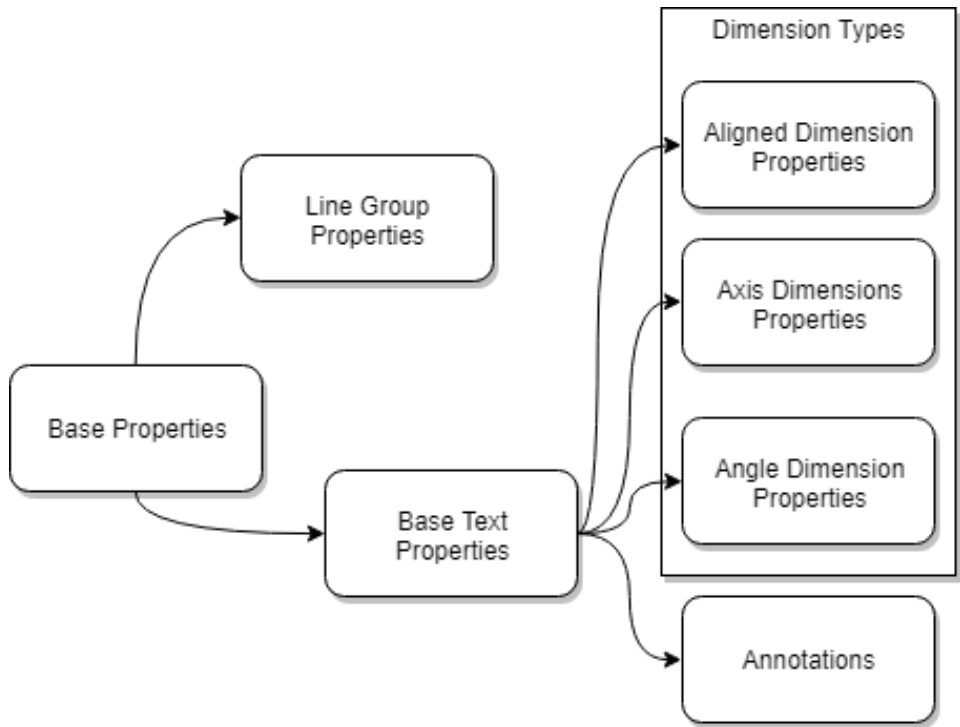 Dimension Types
Aligned Dimension
Properties
Line Group
Properties
Axis Dimensions
Properties
Base Properties
Angle Dimension
Properties
Base Text
Properties
Annotations